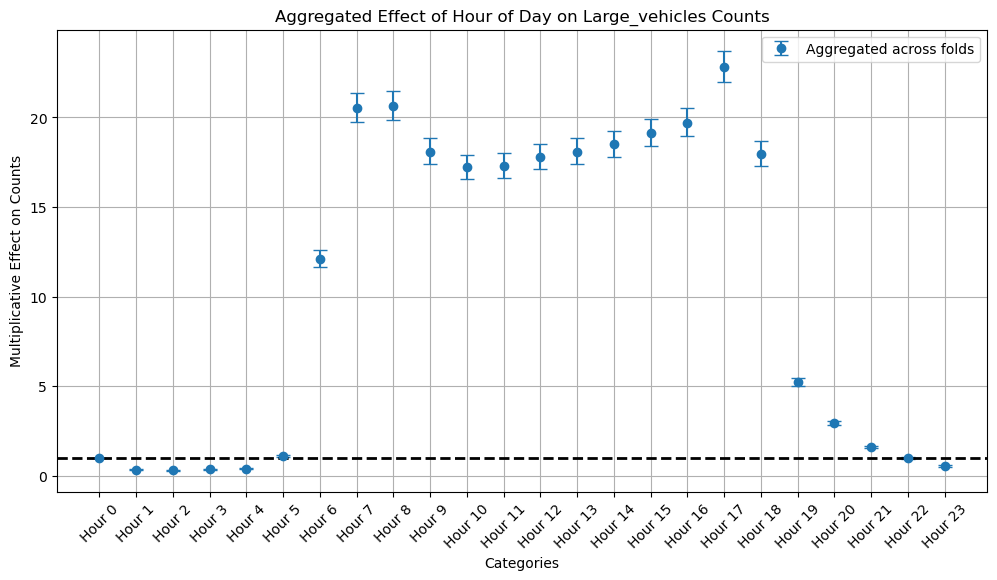 Aggregated Effect of Hour of Day on Large_vehicles Counts
Aggregated across folds
Multiplicative Effect on Counts
20
15
10
5
0
Hour 0
Hour 1
Hour 2
Hour 3
Hour 4
Hour 5
Hour 6
Hour 7
Hour 8
Hour 9
Hour 10
Hour 11
Hour 12
Hour 13
Hour 14
Hour 15
Hour 16
Hour 17
Hour 18
Hour 19
Hour 20
Hour 21
Hour 22
Hour 23
Categories